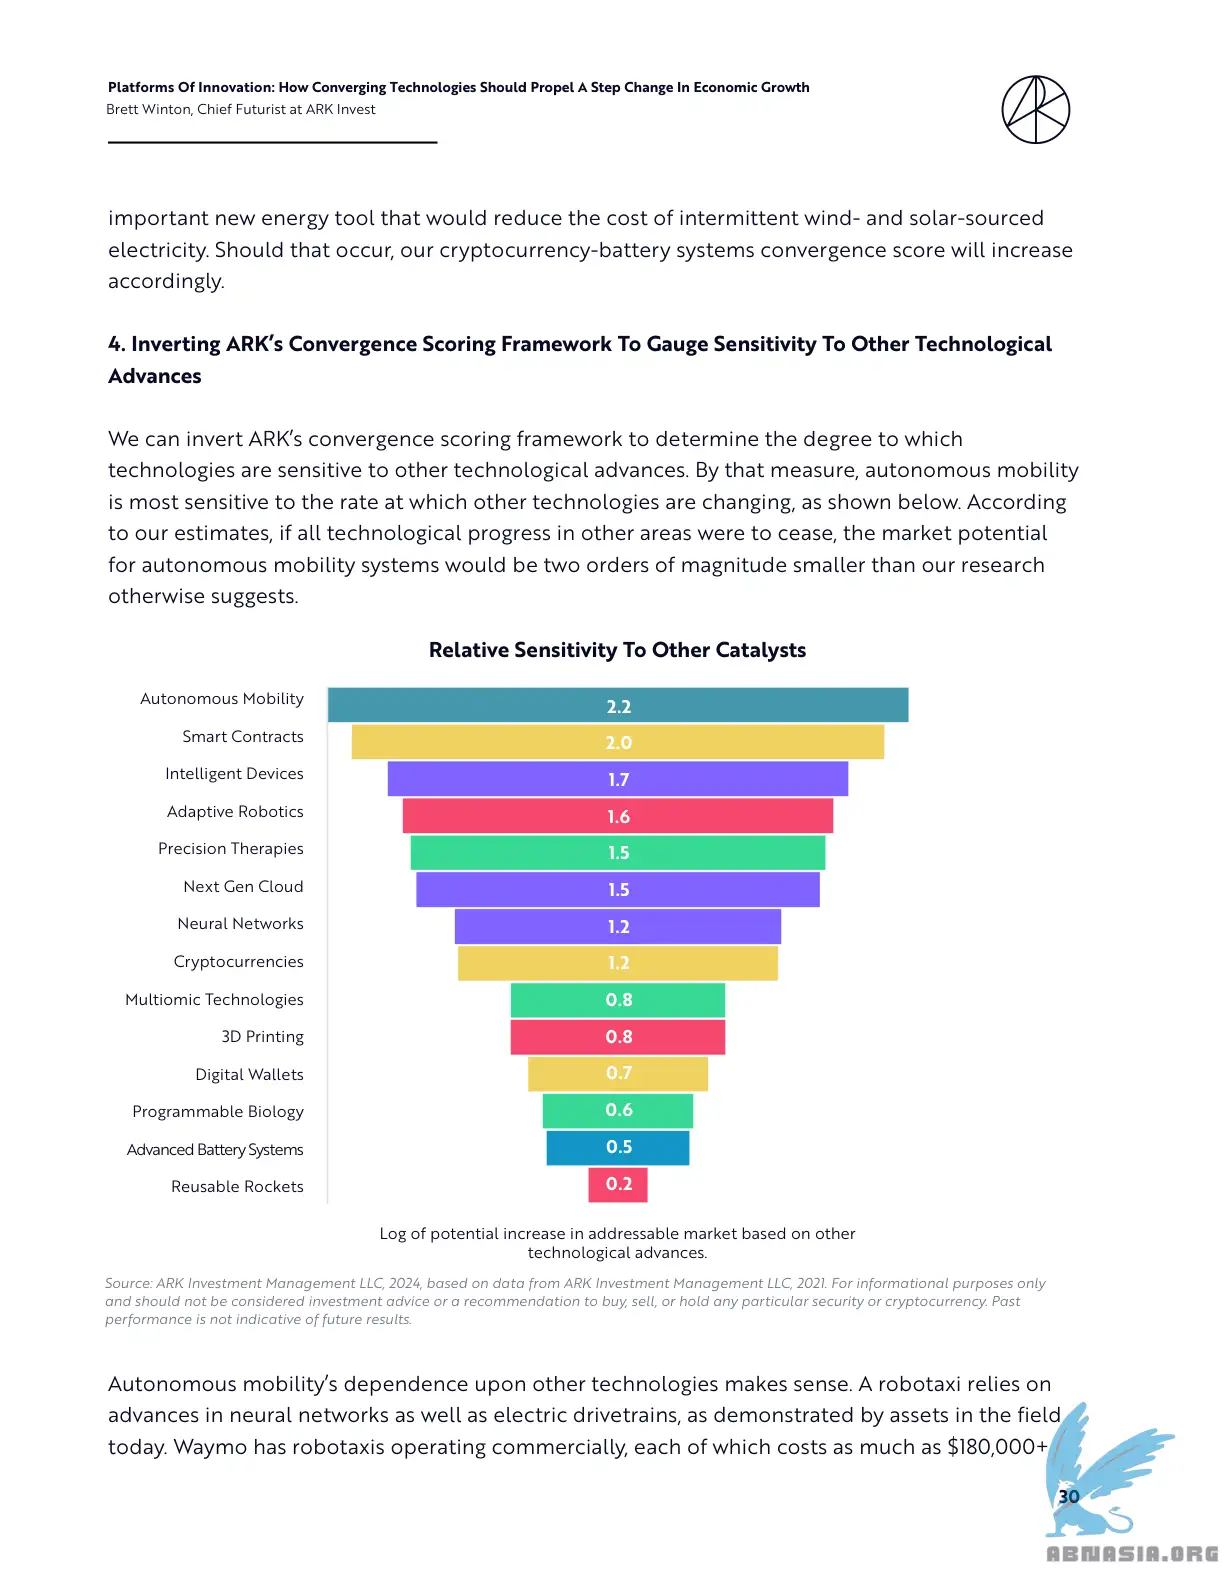 Platforms Of Innovation: How Converging Technologies Should Propel A Step Change In Economic Growth
Brett Winton, Chief Futurist at ARK Invest
important new energy tool that would reduce the cost of intermittent wind- and solar-sourced
electricity. Should that occur, our cryptocurrency-battery systems convergence score will increase
accordingly.
4. Inverting ARK’s Convergence Scoring Framework To Gauge Sensitivity To Other Technological
Advances
We can invert ARK’s convergence scoring framework to determine the degree to which
technologies are sensitive to other technological advances. By that measure, autonomous mobility
is most sensitive to the rate at which other technologies are changing, as shown below. According
to our estimates, if all technological progress in other areas were to cease, the market potential
for autonomous mobility systems would be two orders of magnitude smaller than our research
otherwise suggests.
Relative Sensitivity To Other Catalysts
Autonomous Mobility 2.2
Smart Contracts 2.0
Intelligent Devices 1.7
Adaptive Robotics 1.6
Precision Therapies 1.5
Next Gen Cloud 1.5
Neural Networks 1.2
Cryptocurrencies 1.2
Multiomic Technologies 0.8
3D Printing 0.8
Digital Wallets 0.7
Programmable Biology 0.6
Advanced Battery Systems 0.5
Reusable Rockets 0.2
Log of potential increase in addressable market based on other
technological advances.
Source: ARK Investment Management LLC, 2024, based on data from ARK Investment Management LLC, 2021. For informational purposes only
and should not be considered investment advice or a recommendation to buy, sell, or hold any particular security or cryptocurrency. Past
performance is not indicative of future results.
Autonomous mobility’s dependence upon other technologies makes sense. A robotaxi relies on
advances in neural networks as well as electric drivetrains, as demonstrated by assets in the field
today. Waymo has robotaxis operating commercially, each of which costs as much as $180,000+
30
ABNASIA.ORG